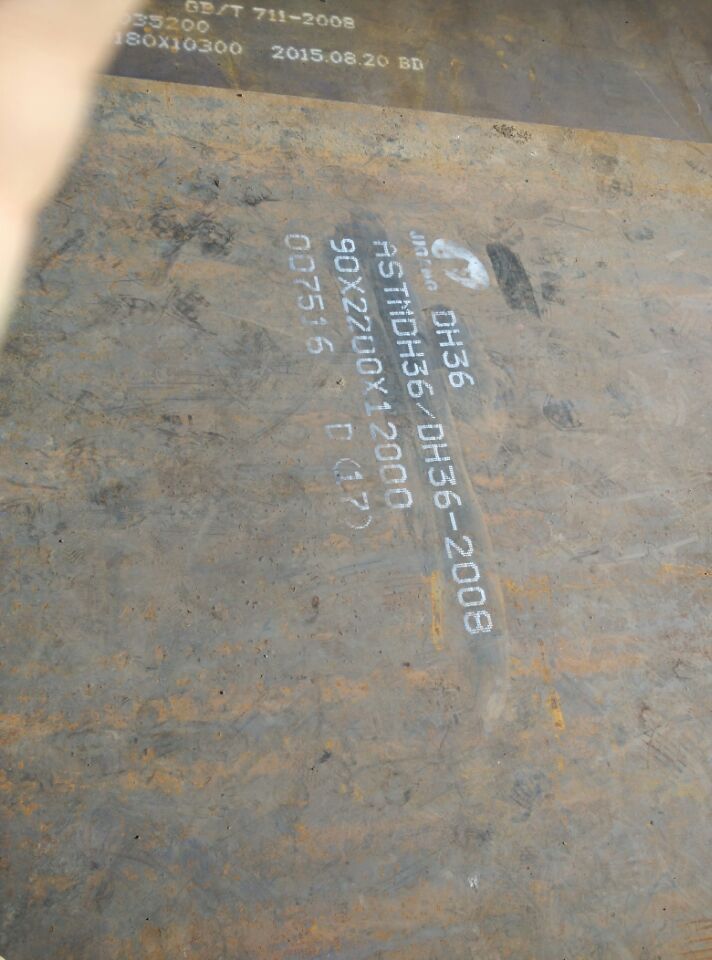 GB/T 711-2008
035200
180X10300 2015.08.20 BD
DH36
ASTMDH36/DH36-2008
90X2200X12000
007516 D (17)